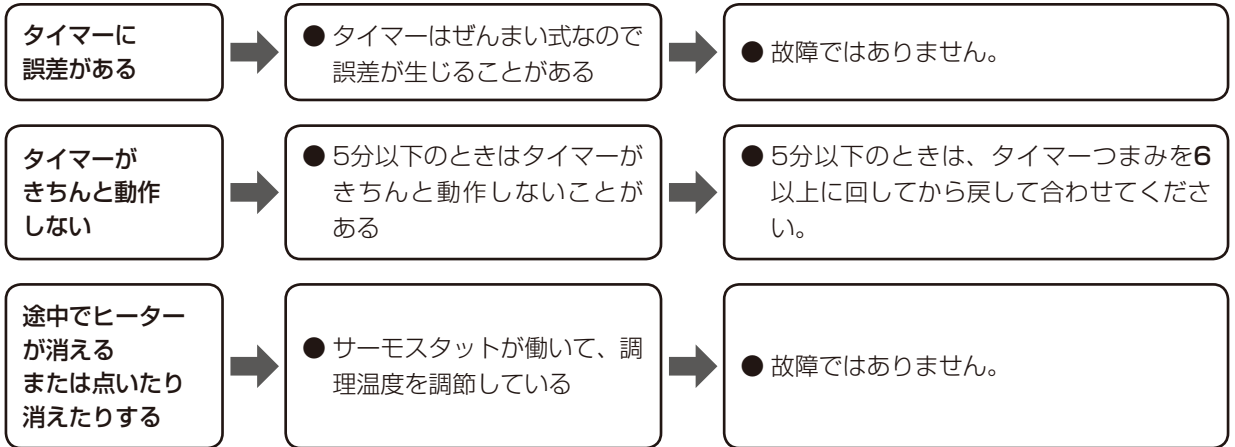 タイマーに
誤差がある
● タイマーはぜんまい式なので
誤差が生じることがある
● 故障ではありません。
タイマーが
きちんと動作
しない
● 5分以下のときはタイマーが
きちんと動作しないことが
ある
● 5分以下のときは、タイマーつまみを6
以上に回してから戻して合わせてくださ
い。
途中でヒーター
が消える
または点いたり
消えたりする
● サーモスタットが働いて、調
理温度を調節している
● 故障ではありません。